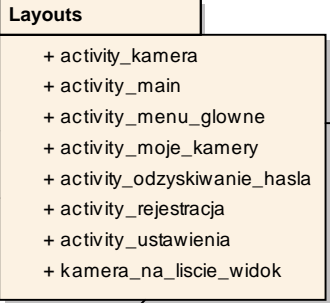 Layouts
+ activity_kamera
+ activity_main
+ activity_menu_glowne
+ activity_moje_kamery
+ activity_odzyskiwanie_hasla
+ activity_rejestracja
+ activity_ustawienia
+ kamera_na_liscie_widok